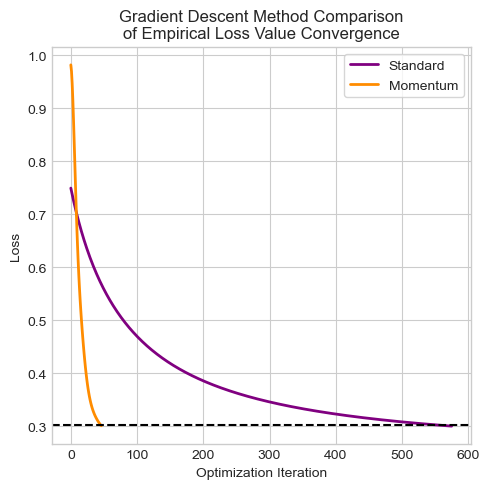 Gradient Descent Method Comparison
of Empirical Loss Value Convergence
Standard
Momentum
Loss
1.0
0.9
0.8
0.7
0.6
0.5
0.4
0.3
0
100
200
300
400
500
600
Optimization Iteration